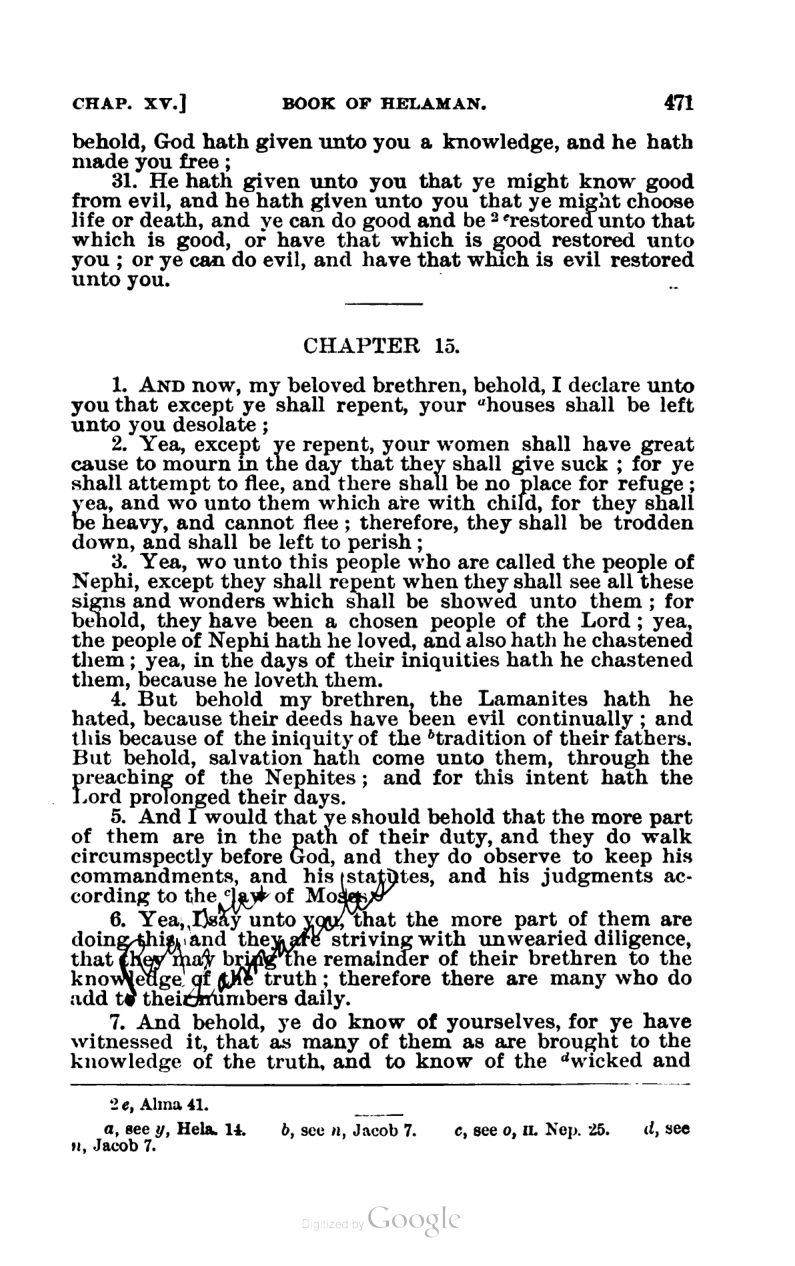 CHAP. XV.] BOOK OF HELAMAN. 471
behold, God hath given unto you a knowledge, and he hath
made you free ;
31. He hath given unto you that ye might know good
from evil, and he hath given unto you that ye might choose
life or death, and ye can do good and be 2 e restored unto that
which is good, or have that which is good restored unto
you ; or ye can do evil, and have that which is evil restored
unto you.
CHAPTER 15.
1. AND now, my beloved brethren, behold, I declare unto
you that except ye shall repent, your a houses shall be left
unto you desolate ;
2. Yea, except ye repent, your women shall have great
cause to mourn in the day that they shall give suck ; for ye
shall attempt to flee, and there shall be no place for refuge ;
yea, and wo unto them which are with child, for they shall
be heavy, and cannot flee ; therefore, they shall be trodden
down, and shall be left to perish ;
3. Yea, wo unto this people who are called the people of
Nephi, except they shall repent when they shall see all these
signs and wonders which shall be showed unto them ; for
behold, they have been a chosen people of the Lord ; yea,
the people of Nephi hath he loved, and also hath he chastened
them ; yea, in the days of their iniquities hath he chastened
them, because he loveth them.
4. But behold my brethren, the Lamanites hath he
hated, because their deeds have been evil continually ; and
this because of the iniquity of the b tradition of their fathers.
But behold, salvation hath come unto them, through the
preaching of the Nephites ; and for this intent hath the
Lord prolonged their days.
5. And I would that ye should behold that the more part
of them are in the path of their duty, and they do walk
circumspectly before God, and they do observe to keep his
commandments, and his statutes, and his judgments ac-
cording to the c law of Moses.
6. Yea, I say unto you, that the more part of them are
doing this, and they are striving with unwearied diligence,
that they may bring the remainder of their brethren to the
knowledge of the truth ; therefore there are many who do
add to their numbers daily.
7. And behold, ye do know of yourselves, for ye have
witnessed it, that as many of them as are brought to the
knowledge of the truth, and to know of the d wicked and
2 e, Alma 41.
a, see y, Hela. 14. b, see n, Jacob 7. c, see o, II. Nep. 25. d, see
n, Jacob 7.
Digitized by Google